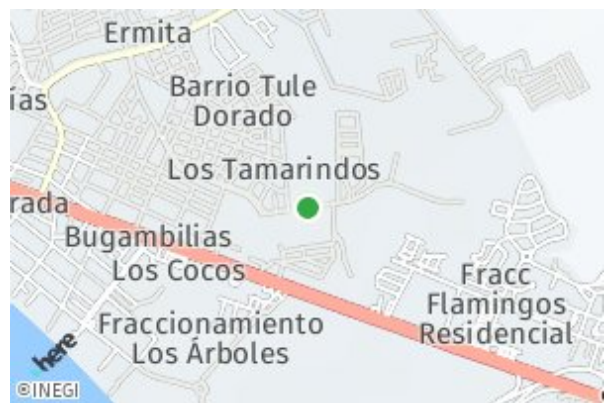 Ermita
ías
Barrio Tule
Dorado
Los Tamarindos
rada
Bugambilias
Los Cocos
Fracc
Flamingos
Residencial
Fraccionamiento
Los Árboles
here
©INEGI